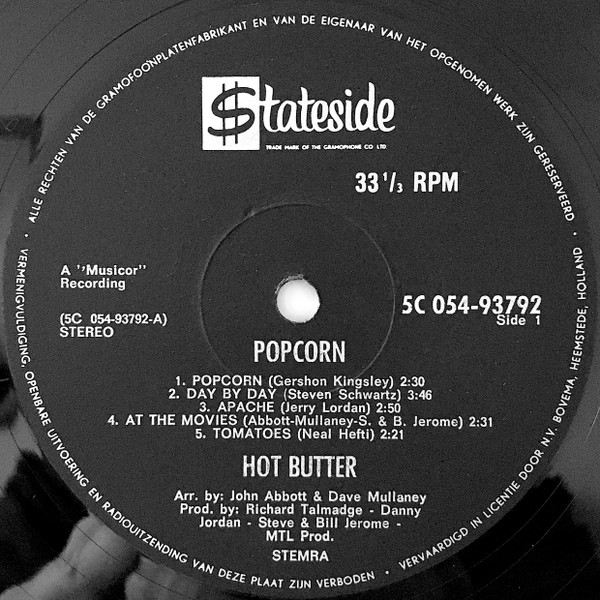 ALLE RECHTEN VAN DE GRAMOFOONPLATENFABRIKANT EN VAN DE EIGENAAR VAN HET OPGENOMEN WERK ZIJN GERESERVEERD •
$tateside
TRADE MARK OF THE GRAMOPHONE CO LTD
33 1/3 RPM
A ''Musicor''
Recording
(5C 054-93792-A)
STEREO
5C 054-93792
Side 1
POPCORN
1. POPCORN (Gershon Kingsley) 2:30
2. DAY BY DAY (Steven Schwartz) 3:46
3. APACHE (Jerry Lordan) 2:50
4. AT THE MOVIES (Abbott-Mullaney-S. & B. Jerome) 2:31
5. TOMATOES (Neal Hefti) 2:21
HOT BUTTER
Arr. by: John Abbott & Dave Mullaney
Prod. by: Richard Talmadge - Danny
Jordan - Steve & Bill Jerome -
MTL Prod.
STEMRA
• VERMENIGVULDIGING, OPENBARE UITVOERING EN RADIOUITZENDING VAN DEZE PLAAT ZIJN VERBODEN •
VERVAARDIGD IN LICENTIE DOOR N.V. BOVEMA, HEEMSTEDE, HOLLAND